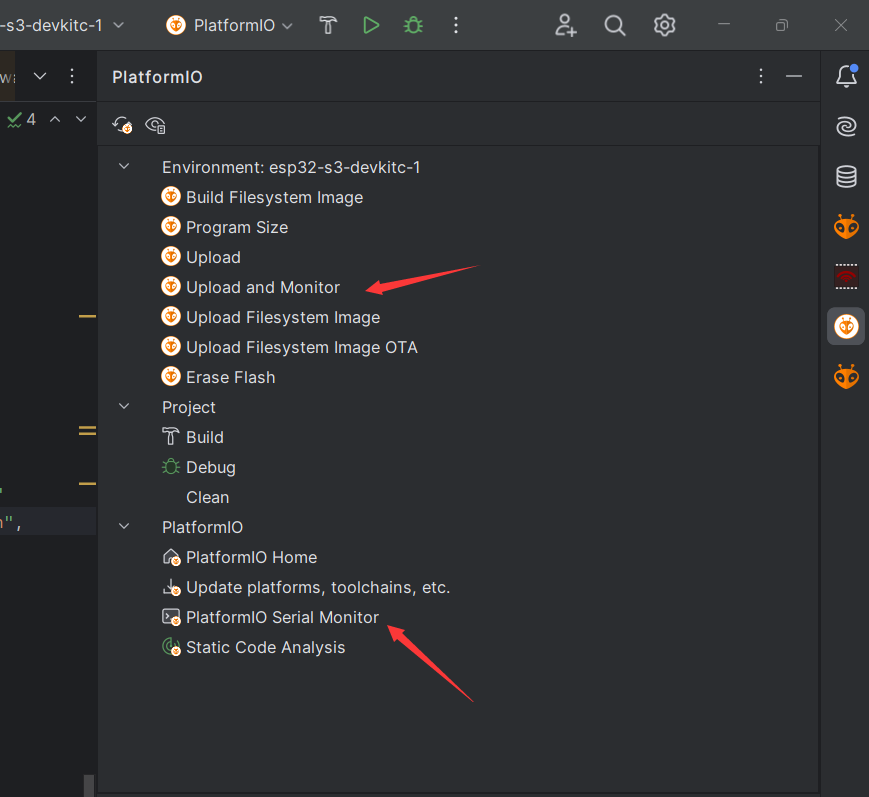 -s3-devkitc-1
PlatformIO
PlatformIO
4
Environment: esp32-s3-devkitc-1
Build Filesystem Image
Program Size
Upload
Upload and Monitor
Upload Filesystem Image
Upload Filesystem Image OTA
Erase Flash
Project
Build
Debug
Clean
PlatformIO
PlatformIO Home
Update platforms, toolchains, etc.
PlatformIO Serial Monitor
Static Code Analysis
",